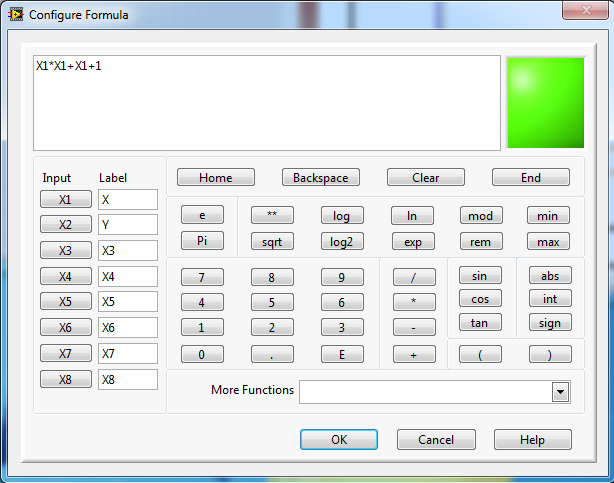 Configure Formula
X1*X1+X1+1
Input Label
Home Backspace Clear End
X1 X
X2 Y
X3 X3
X4 X4
X5 X5
X6 X6
X7 X7
X8 X8
e ** log ln mod min
Pi sqrt log2 exp rem max
7 8 9 / sin abs
4 5 6 * cos int
1 2 3 - tan sign
0 . E + ( )
More Functions
OK Cancel Help